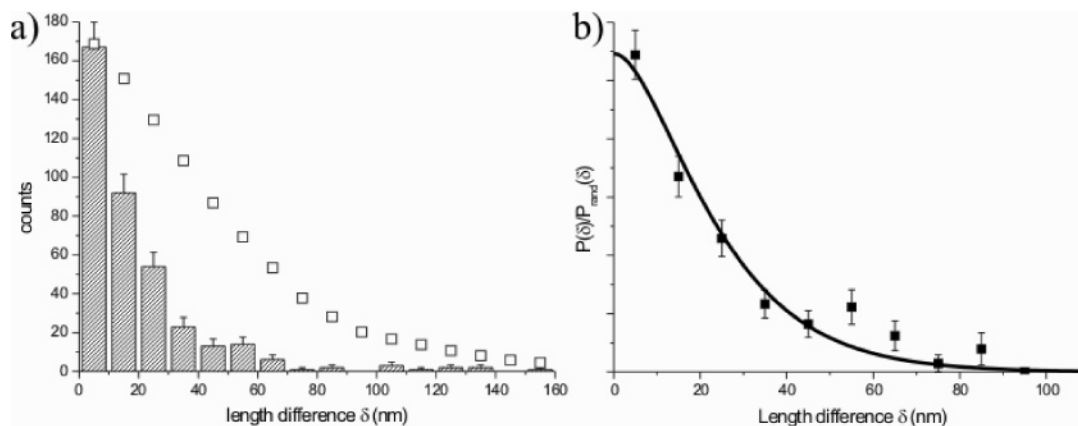 a)
180
160
140
120
100
80
60
40
20
0
counts
0 20 40 60 80 100 120 140 160
length difference δ (nm)
b)
P(δ)/P_rand(δ)
0 20 40 60 80 100
Length difference δ (nm)